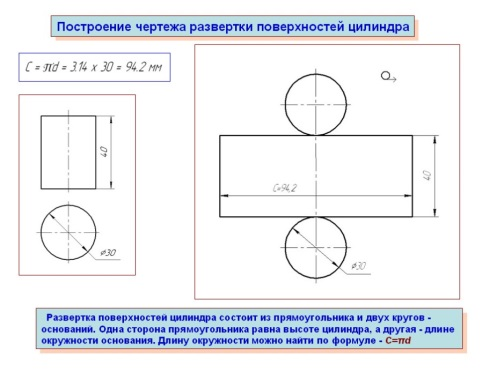 Построение чертежа развертки поверхностей цилиндра
C = πd = 3.14 x 30 = 94.2 мм
40
⌀30
C=94,2
40
⌀30
Развертка поверхностей цилиндра состоит из прямоугольника и двух кругов -
оснований. Одна сторона прямоугольника равна высоте цилиндра, а другая - длине
окружности основания. Длину окружности можно найти по формуле - C=πd